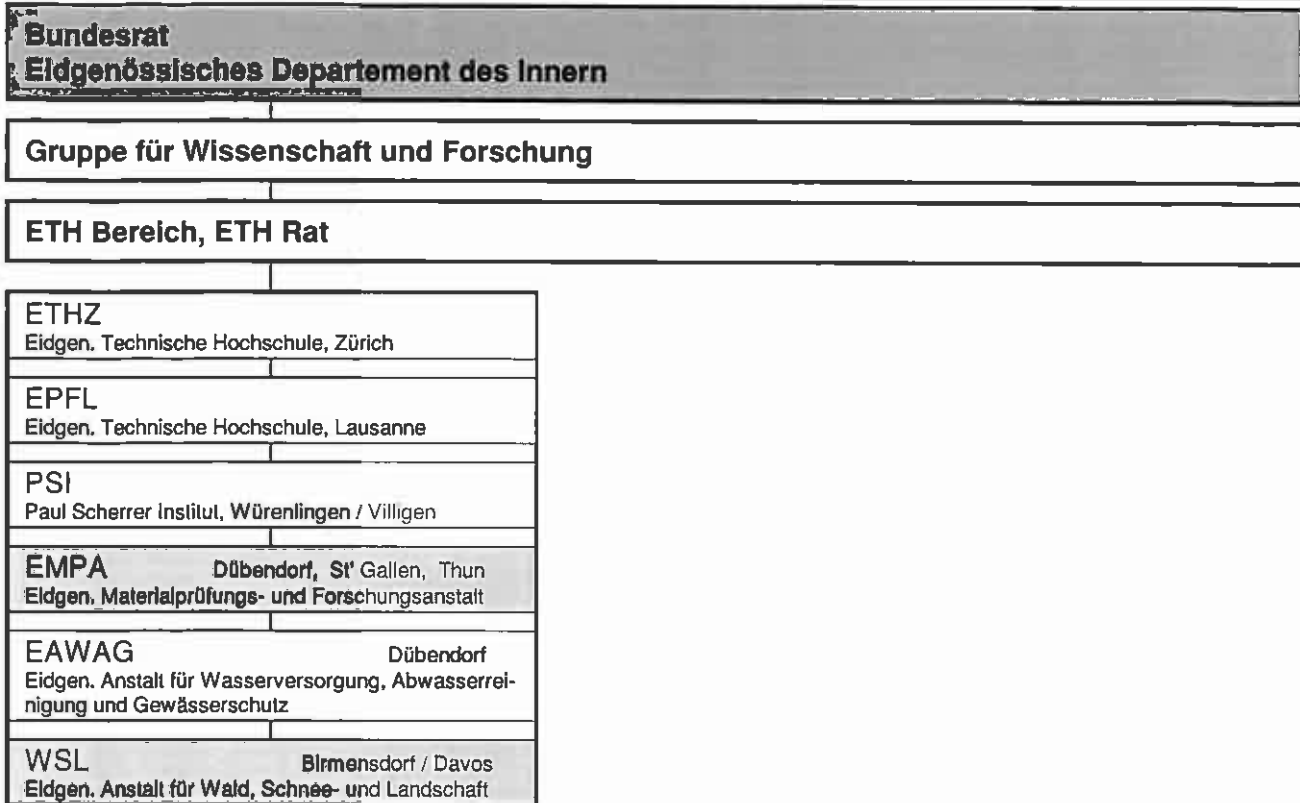 Bundesrat
Eidgenössisches Departement des Innern
Gruppe für Wissenschaft und Forschung
ETH Bereich, ETH Rat
ETHZ
Eidgen. Technische Hochschule, Zürich
EPFL
Eidgen. Technische Hochschule, Lausanne
PSI
Paul Scherrer Institut, Würenlingen / Villigen
EMPA Dübendorf, St' Gallen, Thun
Eidgen. Materialprüfungs- und Forschungsanstalt
EAWAG Dübendorf
Eidgen. Anstalt für Wasserversorgung, Abwasserrei-
nigung und Gewässerschutz
WSL Birmensdorf / Davos
Eidgen. Anstalt für Wald, Schnee- und Landschaft